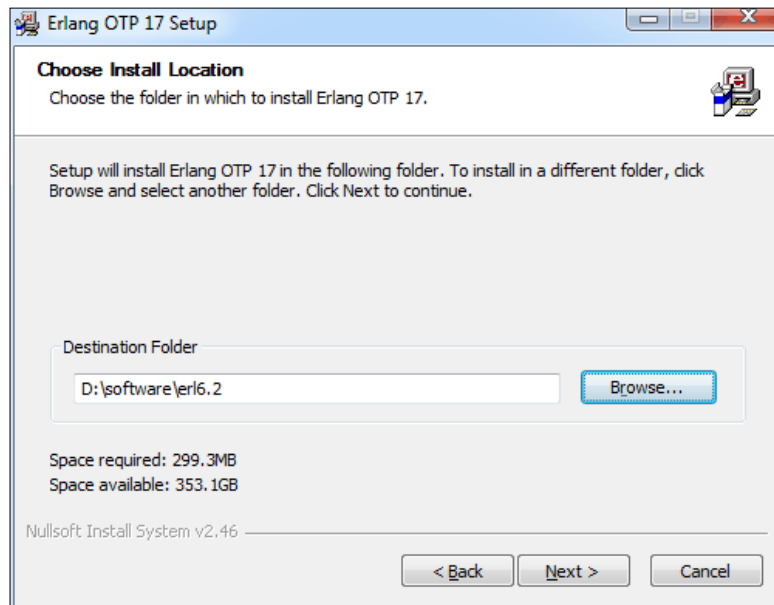 Erlang OTP 17 Setup
Choose Install Location
Choose the folder in which to install Erlang OTP 17.
Setup will install Erlang OTP 17 in the following folder. To install in a different folder, click
Browse and select another folder. Click Next to continue.
Destination Folder
D:\software\erl6.2
Browse...
Space required: 299.3MB
Space available: 353.1GB
Nullsoft Install System v2.46
< Back
Next >
Cancel